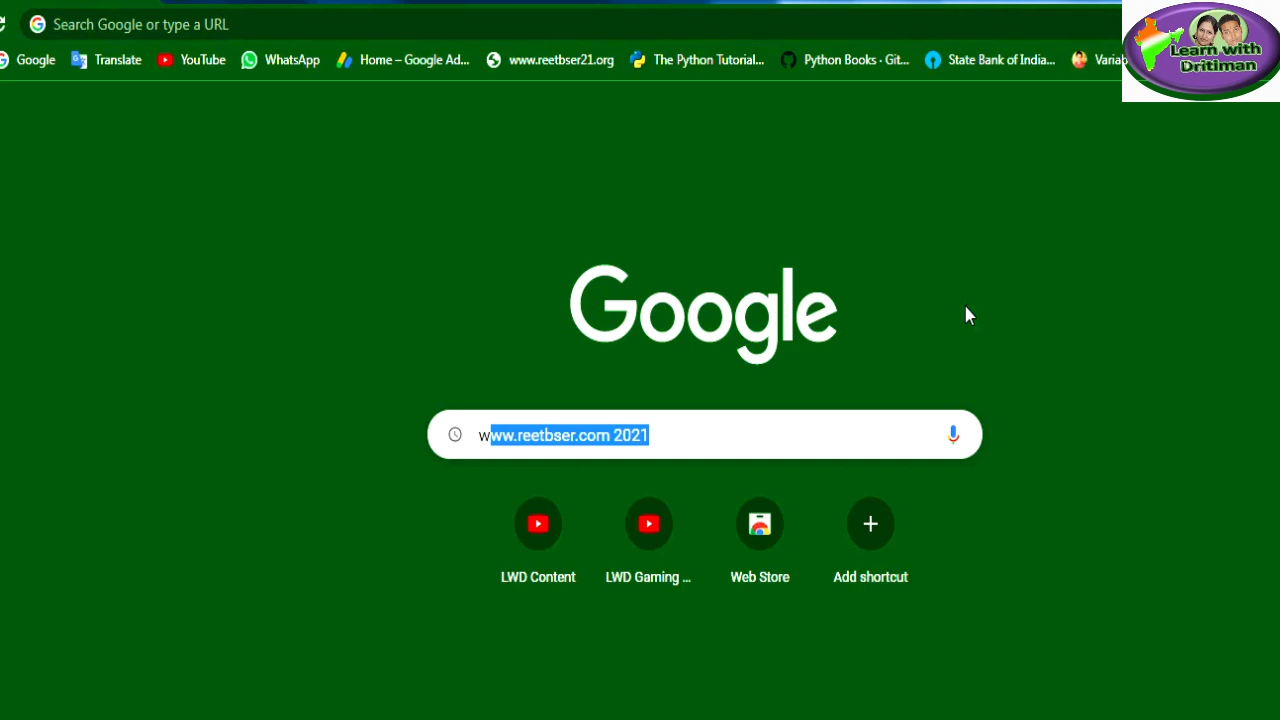 Search Google or type a URL
Google Translate YouTube WhatsApp Home – Google Ad... www.reetbser21.org The Python Tutorial... Python Books · Git... State Bank of India... Variab
Learn with
Dritiman
Google
www.reetbser.com 2021
LWD Content LWD Gaming ... Web Store Add shortcut